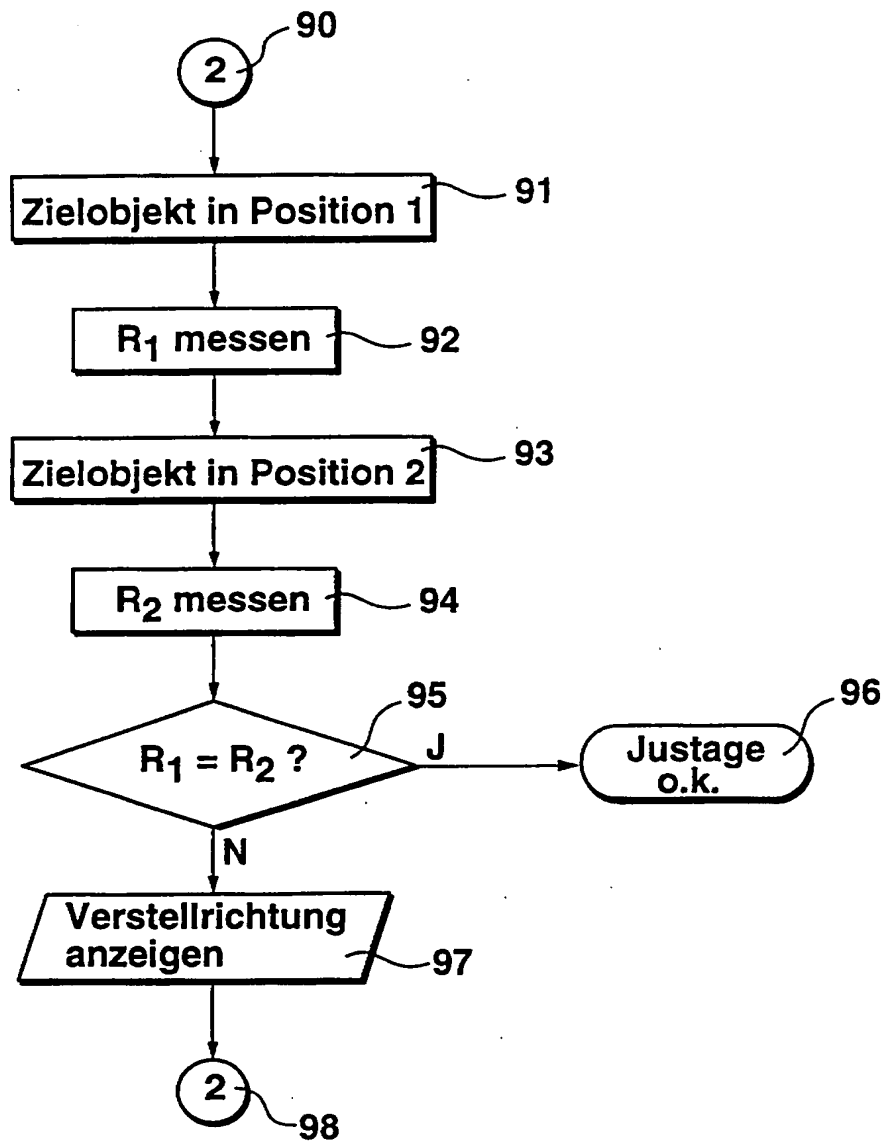 90
2
91
Zielobjekt in Position 1
R1 messen
92
93
Zielobjekt in Position 2
R2 messen
94
95
R1 = R2 ?
J
96
Justage
o.k.
N
Verstellrichtung
anzeigen
97
2
98